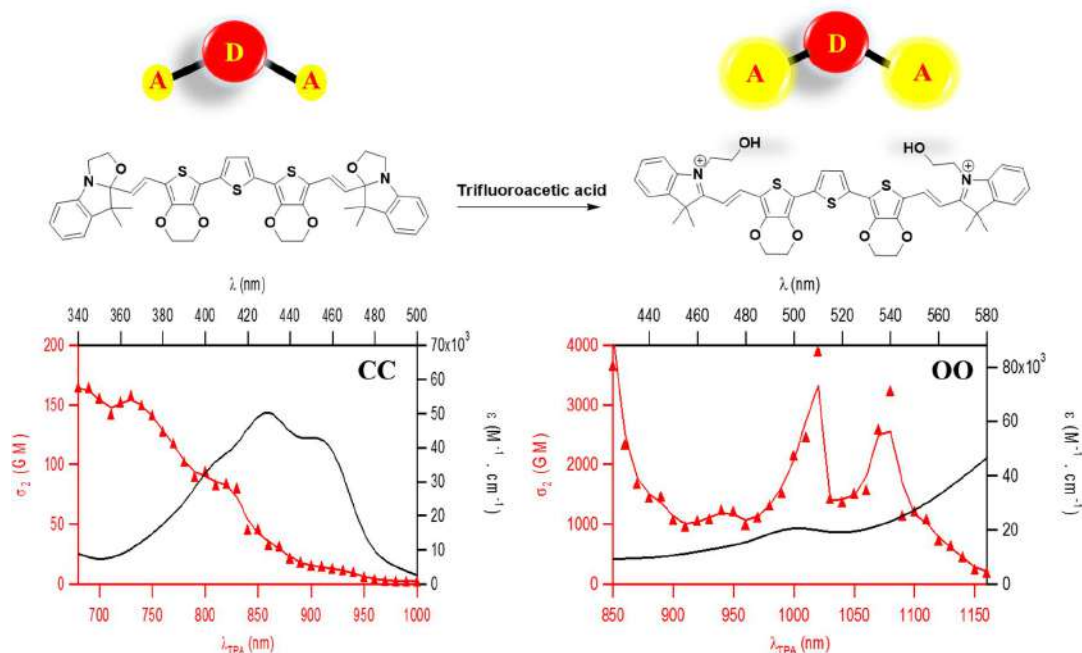 D
A A
D
A A
O O
N N
S S
S
O O O O
Trifluoroacetic acid
OH HO
N+ N+
S S
S
O O O O
λ (nm)
340 360 380 400 420 440 460 480 500
200
150
100
50
0
σ2 (GM)
CC
70x10³
60
50
40
30
20
10
0
ε (M-1 . cm-1)
700 750 800 850 900 950 1000
λTPA (nm)
λ (nm)
440 460 480 500 520 540 560 580
4000
3000
2000
1000
0
σ2 (GM)
OO
80x10³
60
40
20
0
ε (M-1 . cm-1)
850 900 950 1000 1050 1100 1150
λTPA (nm)